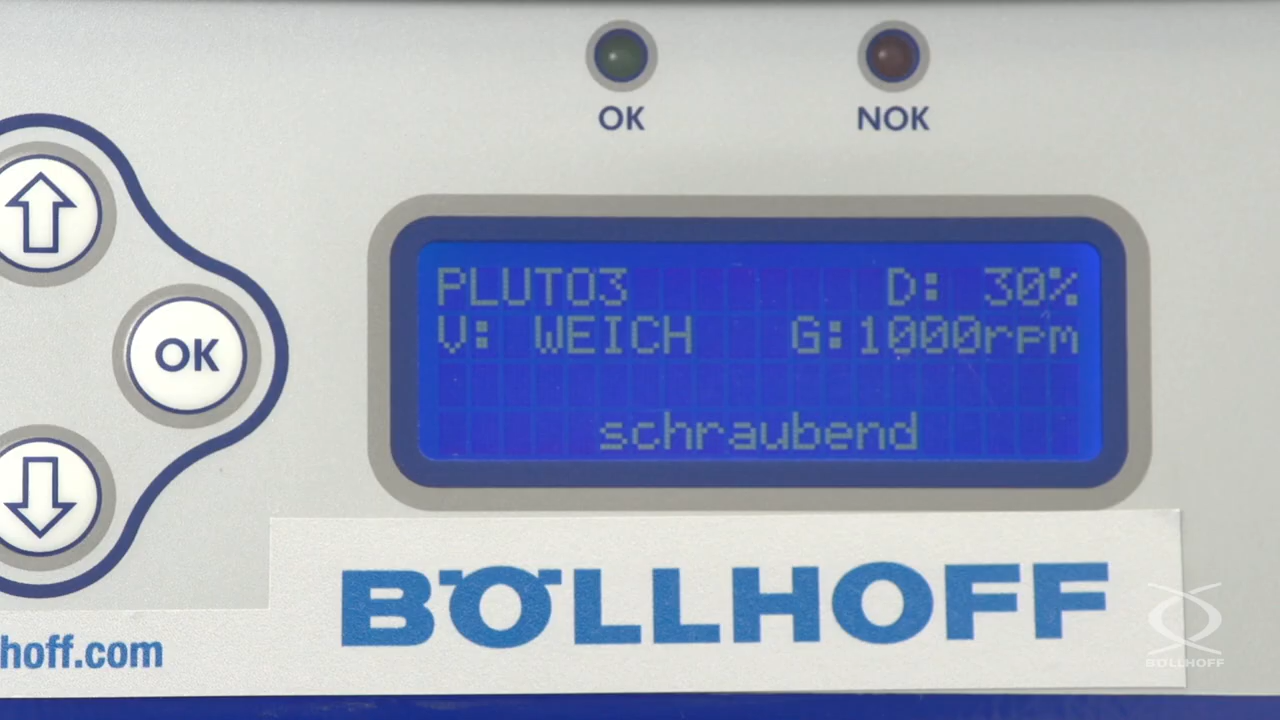 OK
NOK
OK
PLUTO3 D: 30%
V: WEICH G:1000rpm
schraubend
BÖLLHOFF
hoff.com
BÖLLHOFF